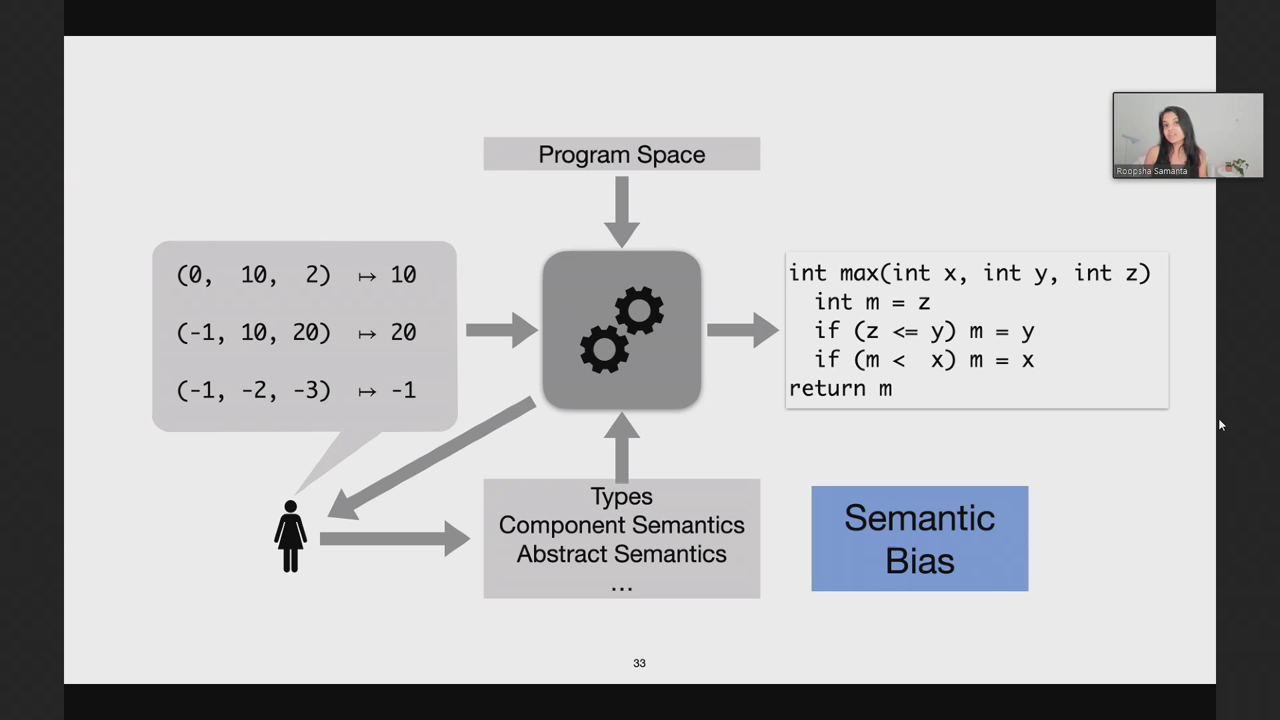 Program Space
Roopsha Samanta
(0, 10, 2) ↦ 10
(-1, 10, 20) ↦ 20
(-1, -2, -3) ↦ -1
int max(int x, int y, int z)
int m = z
if (z <= y) m = y
if (m < x) m = x
return m
Types
Component Semantics
Abstract Semantics
...
Semantic
Bias
33